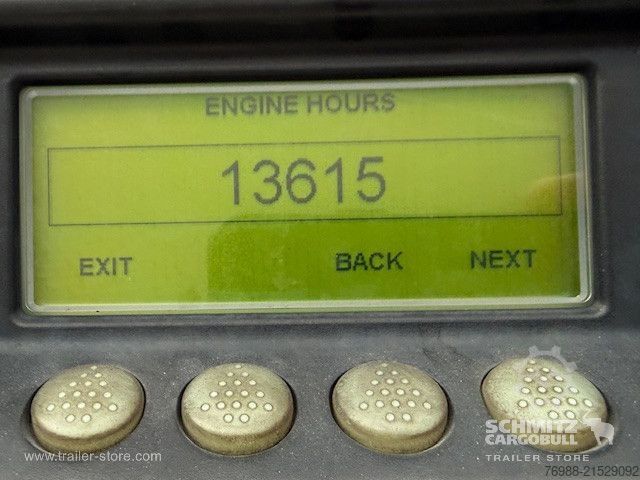 ENGINE HOURS
13615
EXIT BACK NEXT
SCHMITZ
CARGOBULL
TRAILER STORE
www.trailer-store.com
76988-21529092